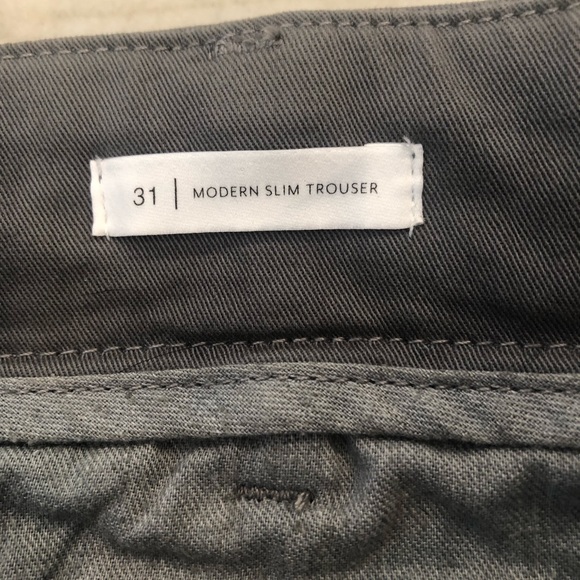 31 | MODERN SLIM TROUSER